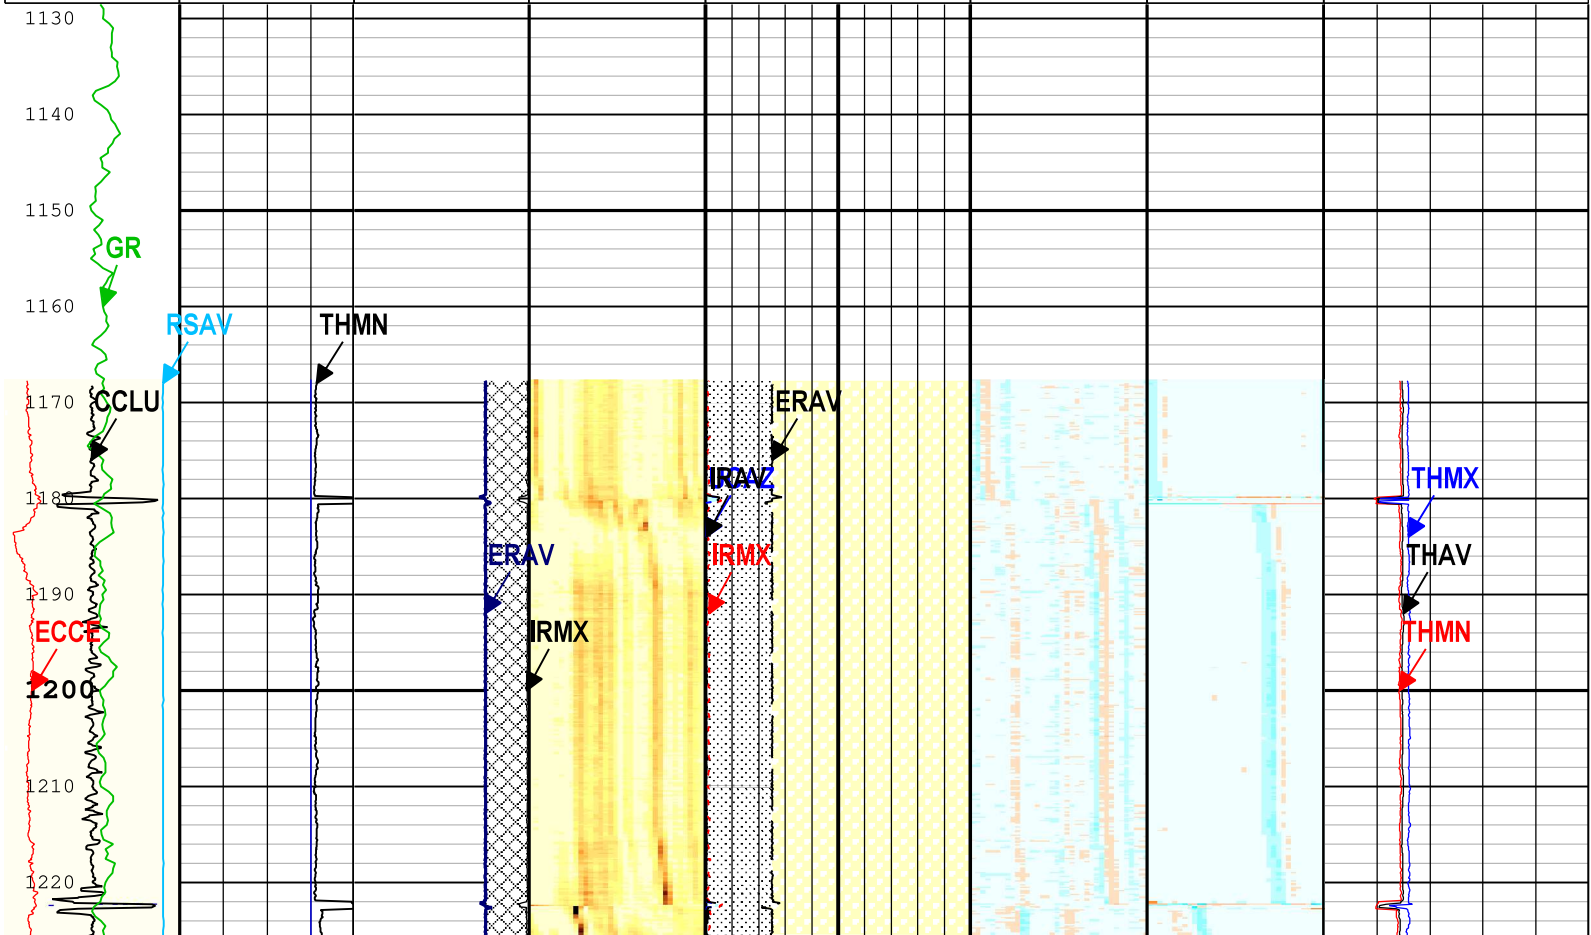 1130
1140
1150
GR
1160
RSAV THMN
1170
CCLU ERAV
1180 IRAV THMX
ERAV IRMX THAV
1190
ECCE IRMX THMN
1200
1210
1220